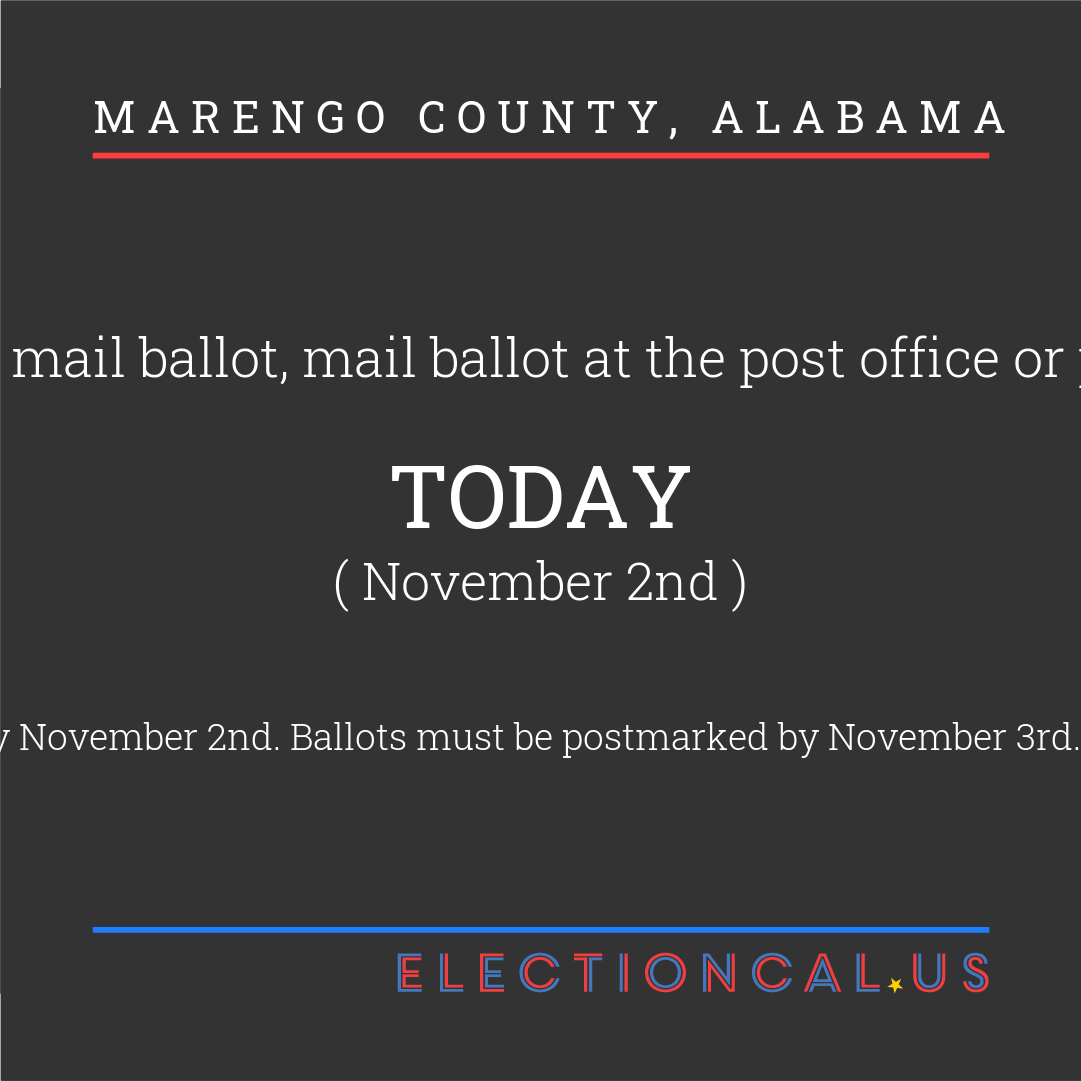 MARENGO COUNTY, ALABAMA
mail ballot, mail ballot at the post office or
TODAY
( November 2nd )
November 2nd. Ballots must be postmarked by November 3rd.
ELECTIONCAL.US